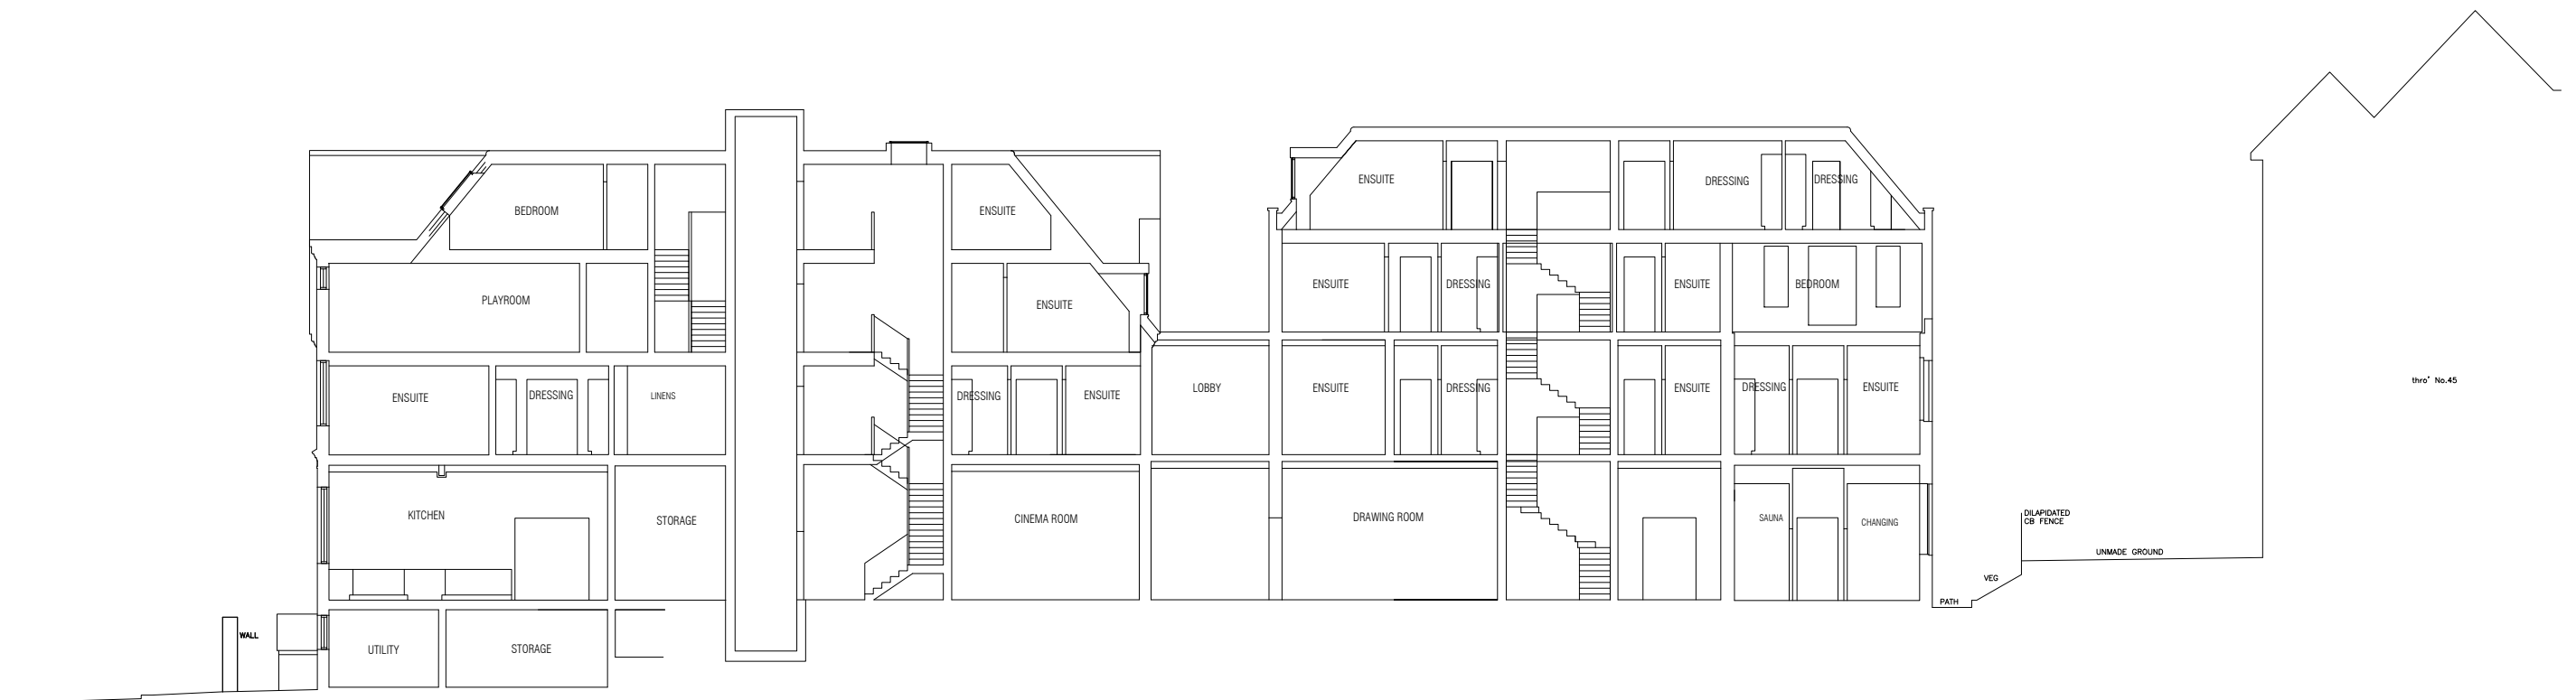 ENSUITE
DRESSING
DRESSING
BEDROOM
ENSUITE
ENSUITE
DRESSING
ENSUITE
BEDROOM
PLAYROOM
ENSUITE
thro' No.45
LOBBY
ENSUITE
DRESSING
ENSUITE
DRESSING
ENSUITE
ENSUITE
DRESSING
LINENS
DRESSING
ENSUITE
KITCHEN
STORAGE
CINEMA ROOM
DRAWING ROOM
SAUNA
CHANGING
DILAPIDATED
CB FENCE
UNMADE GROUND
VEG
PATH
WALL
UTILITY
STORAGE